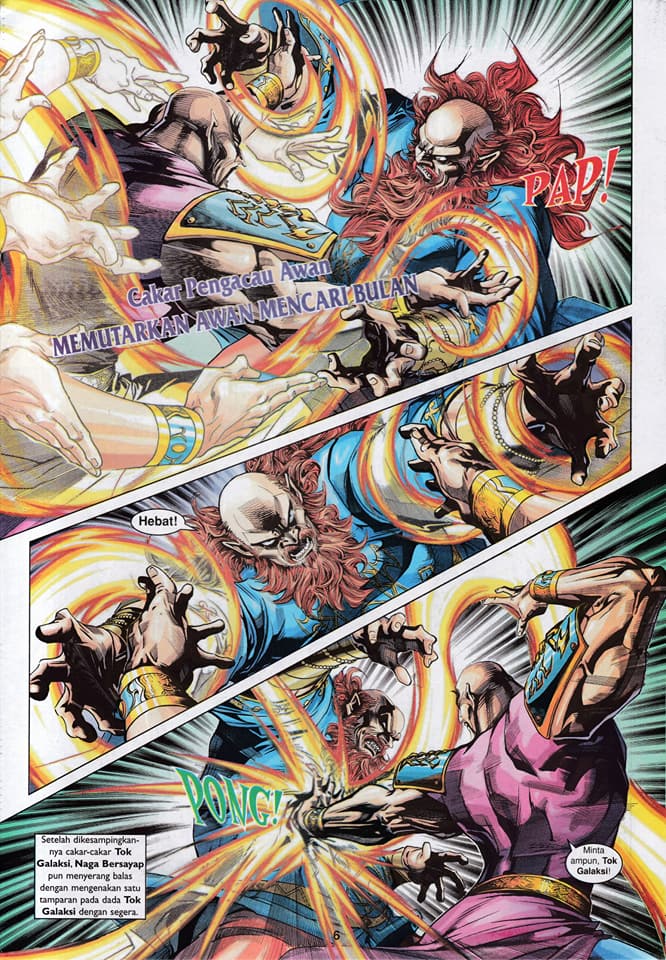 PAP!
Cakar Pengacau Awan
MEMUTARKAN AWAN MENCARI BULAN
Hebat!
PONG!
Setelah dikesampingkan-
nya cakar-cakar Tok
Galaksi, Naga Bersayap
pun menyerang balas
dengan mengenakan satu
tamparan pada dada Tok
Galaksi dengan segera.
Minta
ampun, Tok
Galaksi!
6